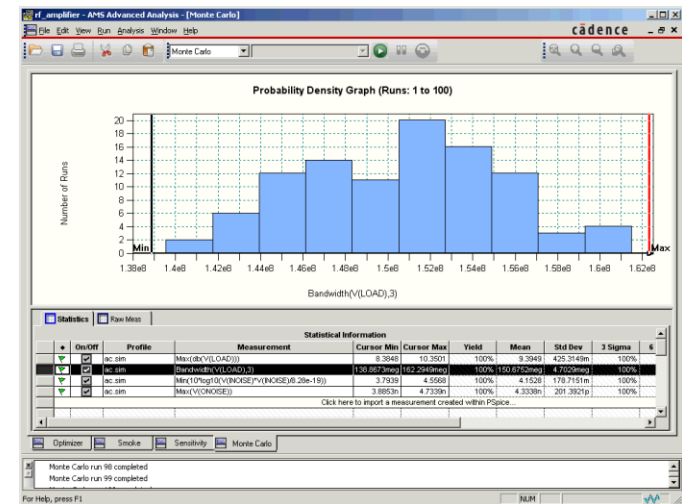 rf_amplifier - AMS Advanced Analysis - [Monte Carlo]
File Edit View Run Analysis Window Help
cādence
Monte Carlo
Probability Density Graph (Runs: 1 to 100)
Number of Runs
20
18
16
14
12
10
8
6
4
2
0
Min
Max
1.38e8 1.4e8 1.42e8 1.44e8 1.46e8 1.48e8 1.5e8 1.52e8 1.54e8 1.56e8 1.58e8 1.6e8 1.62e8
Bandwidth(V(LOAD),3)
Statistics Raw Meas
Statistical Information
On/Off Profile Measurement Cursor Min Cursor Max Yield Mean Std Dev 3 Sigma 6
ac.sim Max(db(V(LOAD))) 8.3848 10.3501 100% 9.3949 425.3149m 100%
ac.sim Bandwidth(V(LOAD),3) 138.8673meg 162.2949meg 100% 150.6752meg 4.7029meg 100%
ac.sim Min(10*log10(V(INOISE)*V(INOISE)/8.28e-19)) 3.7939 4.5568 100% 4.1528 178.7151m 100%
ac.sim Max(V(ONOISE)) 3.8853n 4.7339n 100% 4.3338n 201.3921p 100%
Click here to import a measurement created within PSpice...
Optimizer Smoke Sensitivity Monte Carlo
Monte Carlo run 98 completed
Monte Carlo run 99 completed
For Help, press F1
NUM